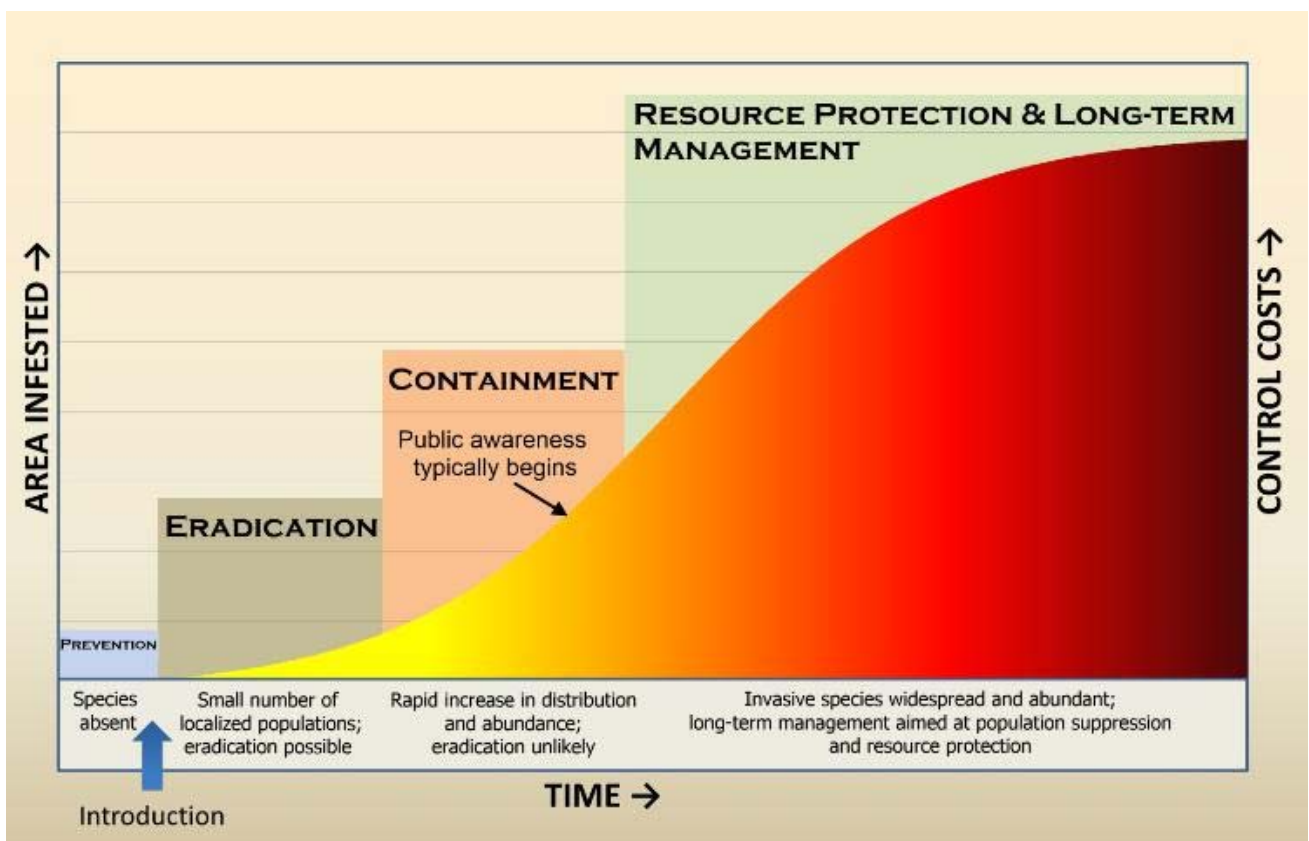 RESOURCE PROTECTION & LONG-TERM
MANAGEMENT
CONTAINMENT
Public awareness
typically begins
ERADICATION
PREVENTION
AREA INFESTED →
CONTROL COSTS →
Species
absent
Small number of
localized populations;
eradication possible
Rapid increase in distribution
and abundance;
eradication unlikely
Invasive species widespread and abundant;
long-term management aimed at population suppression
and resource protection
TIME →
Introduction